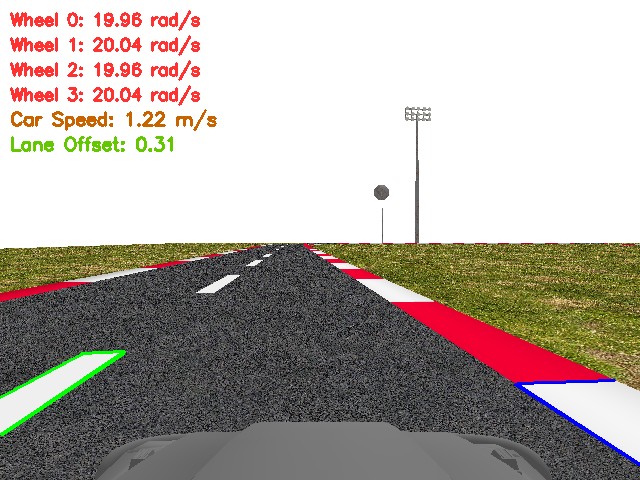 Wheel 0: 19.96 rad/s
Wheel 1: 20.04 rad/s
Wheel 2: 19.96 rad/s
Wheel 3: 20.04 rad/s
Car Speed: 1.22 m/s
Lane Offset: 0.31